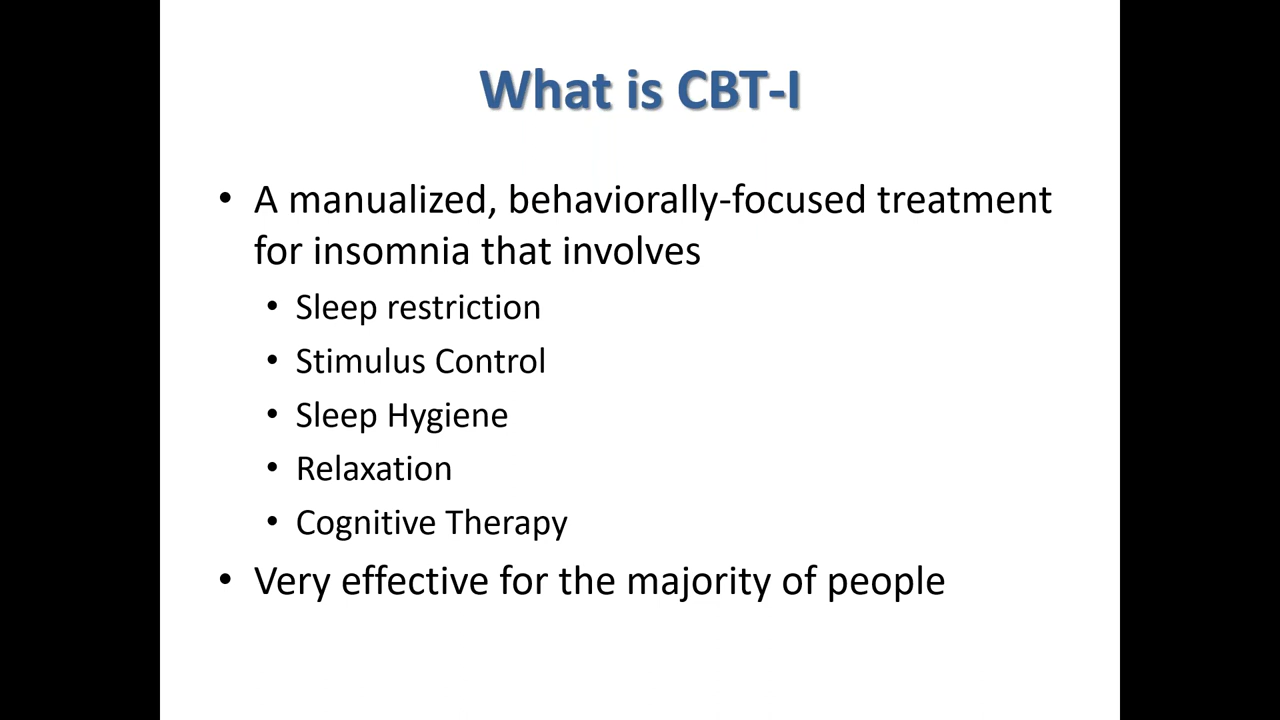 What is CBT-I
• A manualized, behaviorally-focused treatment
for insomnia that involves
• Sleep restriction
• Stimulus Control
• Sleep Hygiene
• Relaxation
• Cognitive Therapy
• Very effective for the majority of people